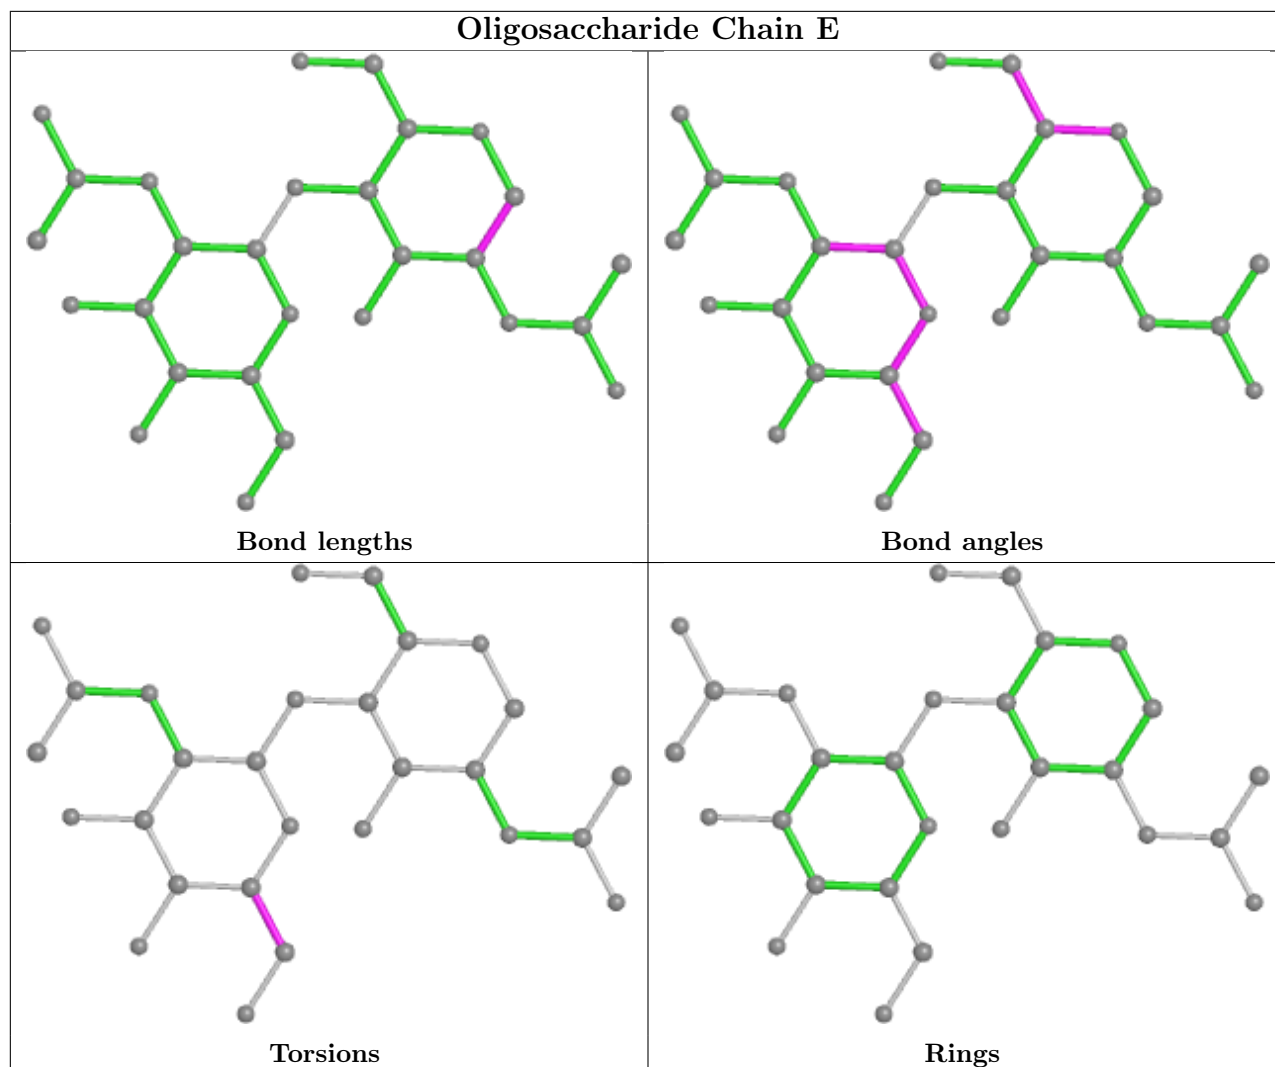 Oligosaccharide Chain E
Bond lengths
Bond angles
Torsions
Rings